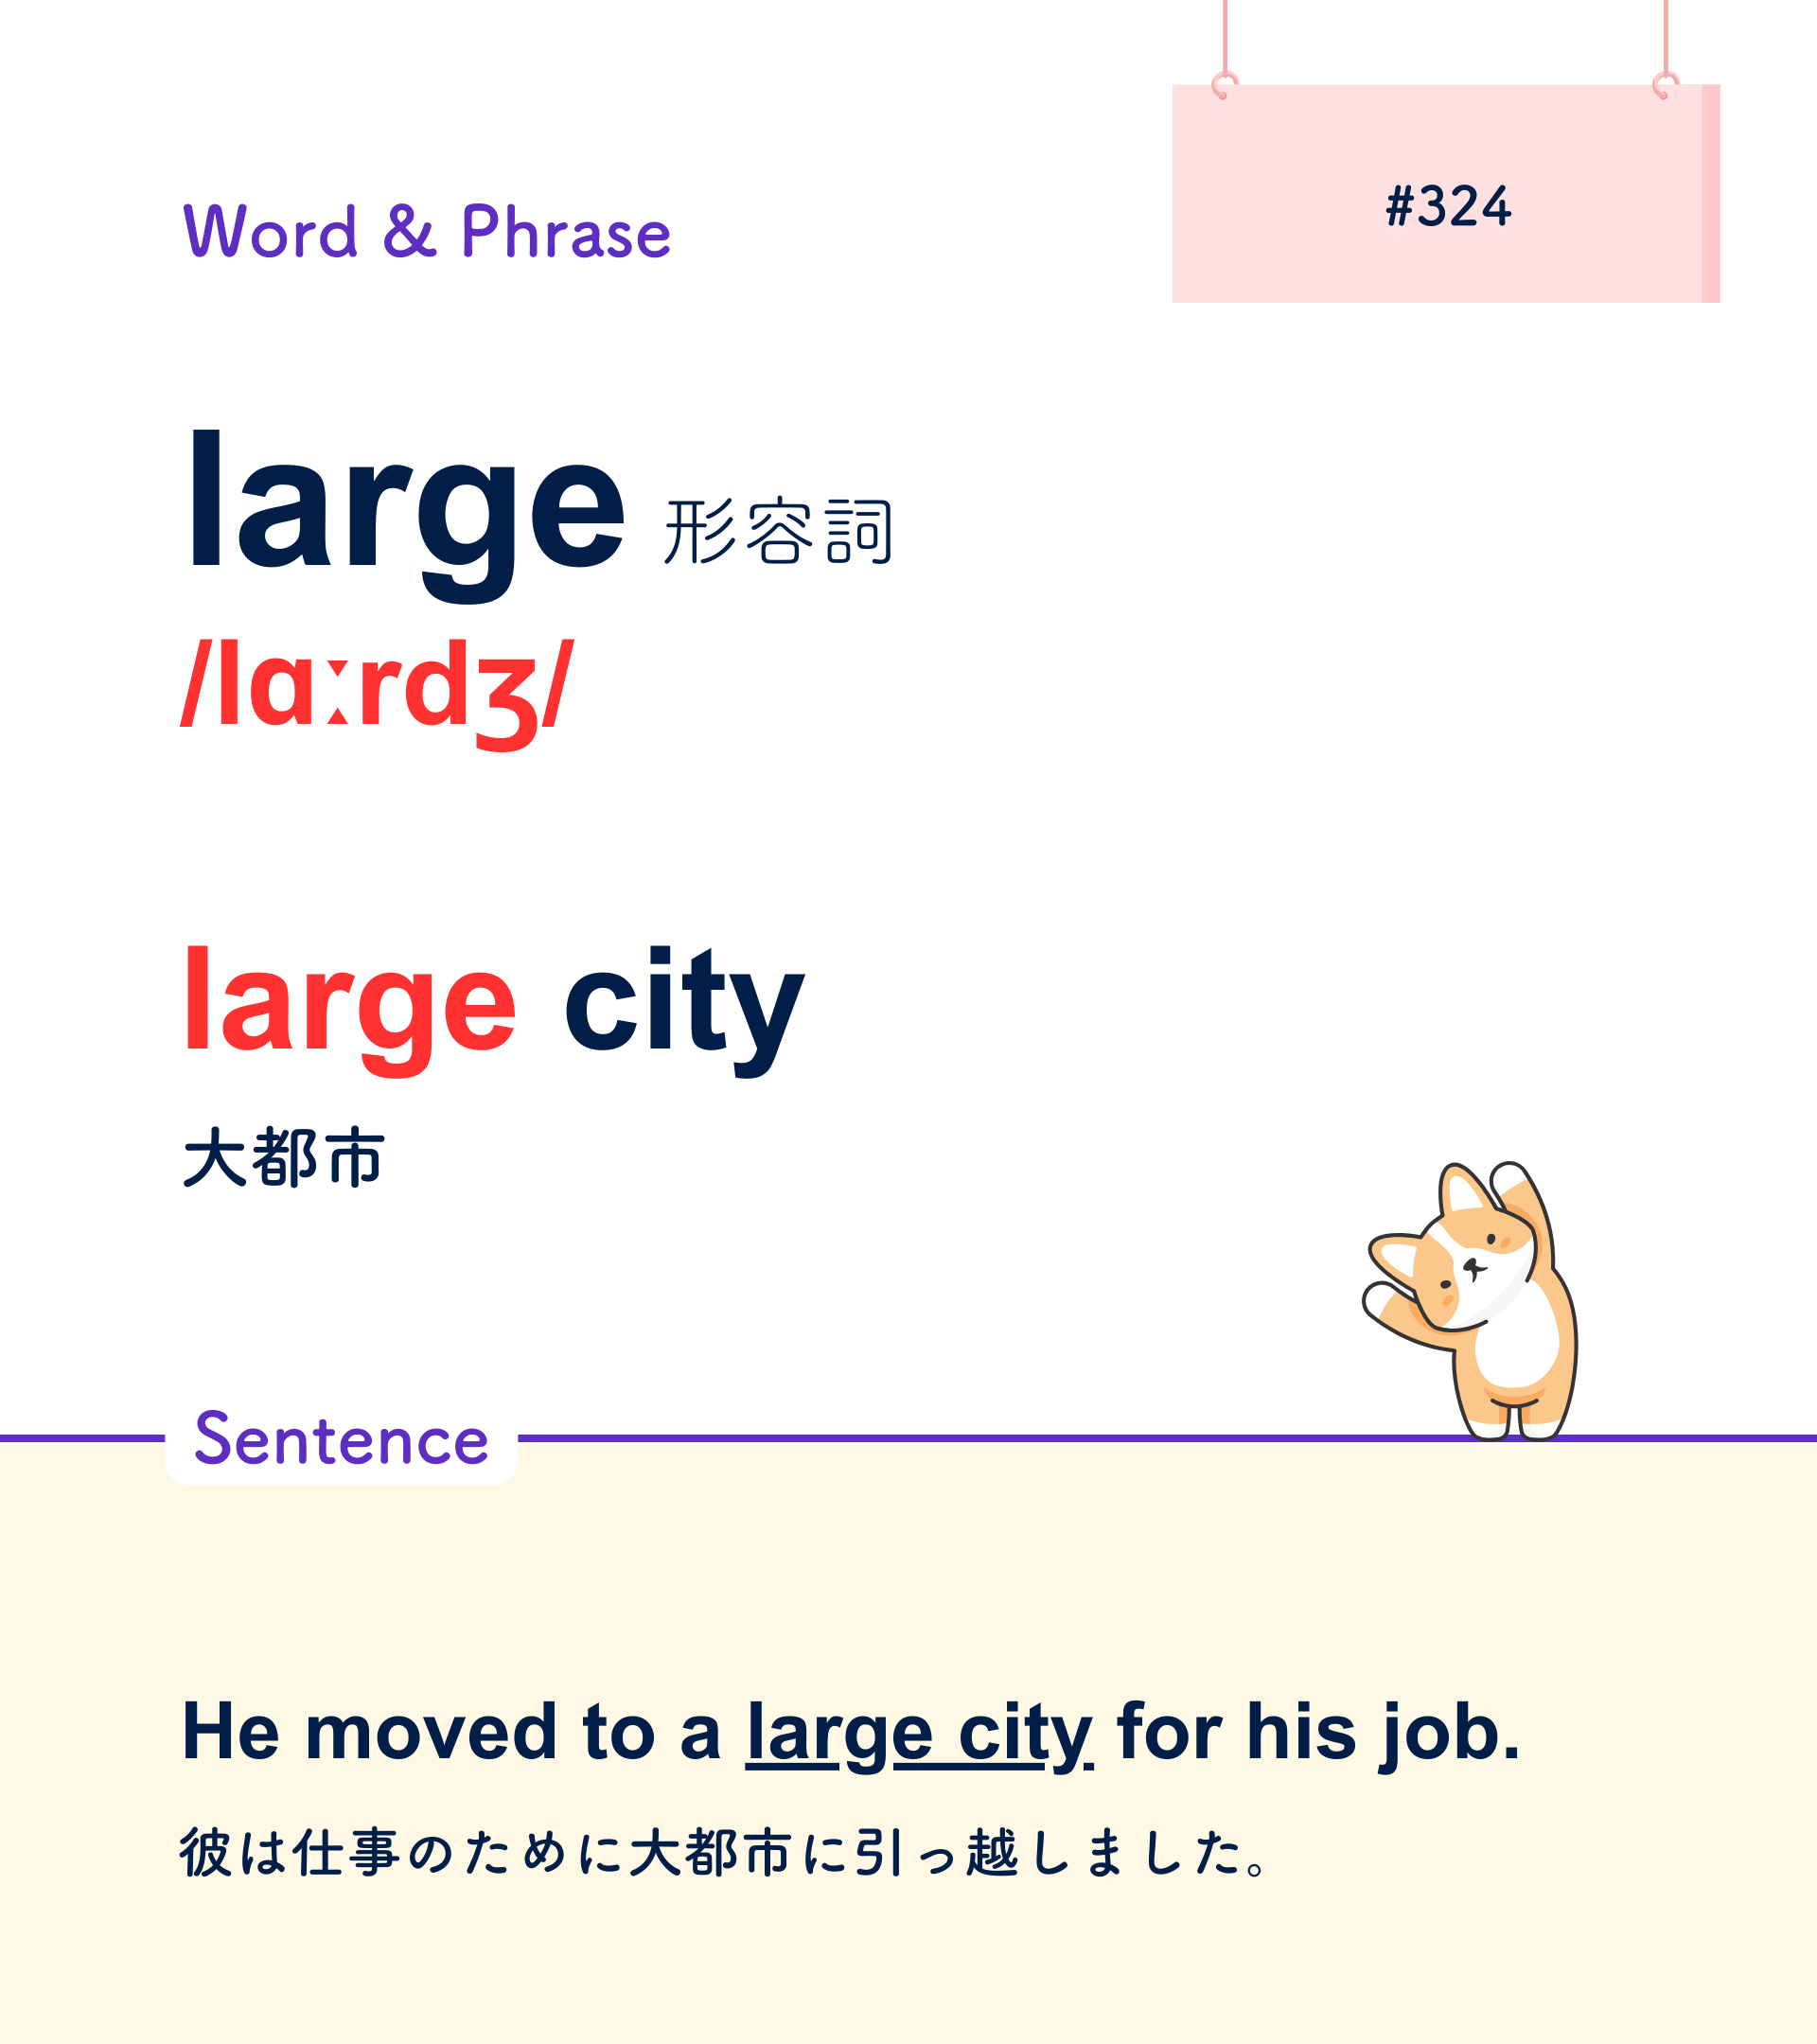 #324
Word & Phrase
large 形容詞
/lɑːrdʒ/
large city
大都市
Sentence
He moved to a large city for his job.
彼は仕事のために大都市に引っ越しました。